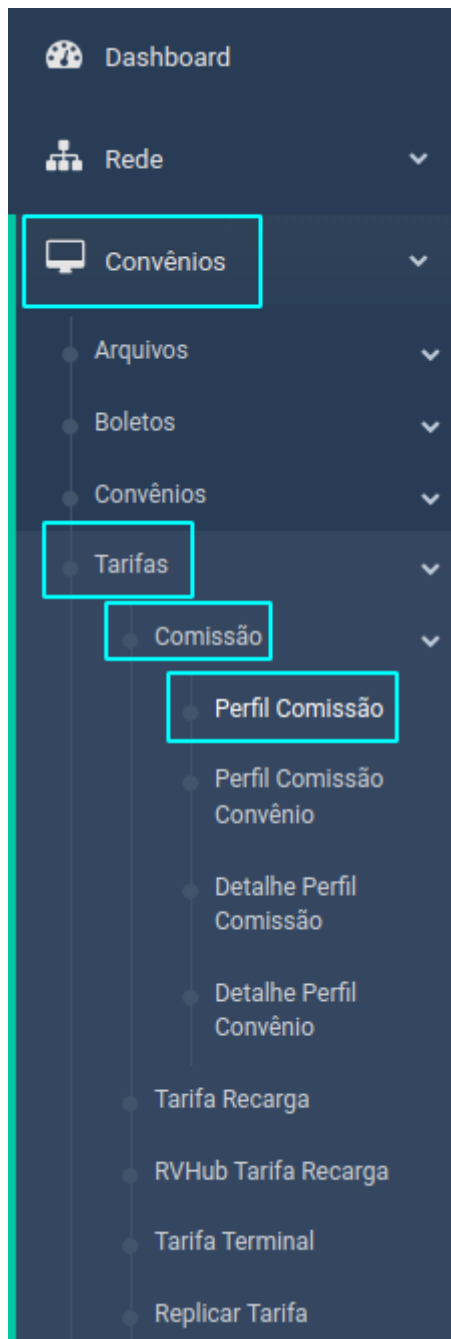 Dashboard
Rede
Convênios
Arquivos
Boletos
Convênios
Tarifas
Comissão
Perfil Comissão
Perfil Comissão
Convênio
Detalhe Perfil
Comissão
Detalhe Perfil
Convênio
Tarifa Recarga
RVHub Tarifa Recarga
Tarifa Terminal
Replicar Tarifa